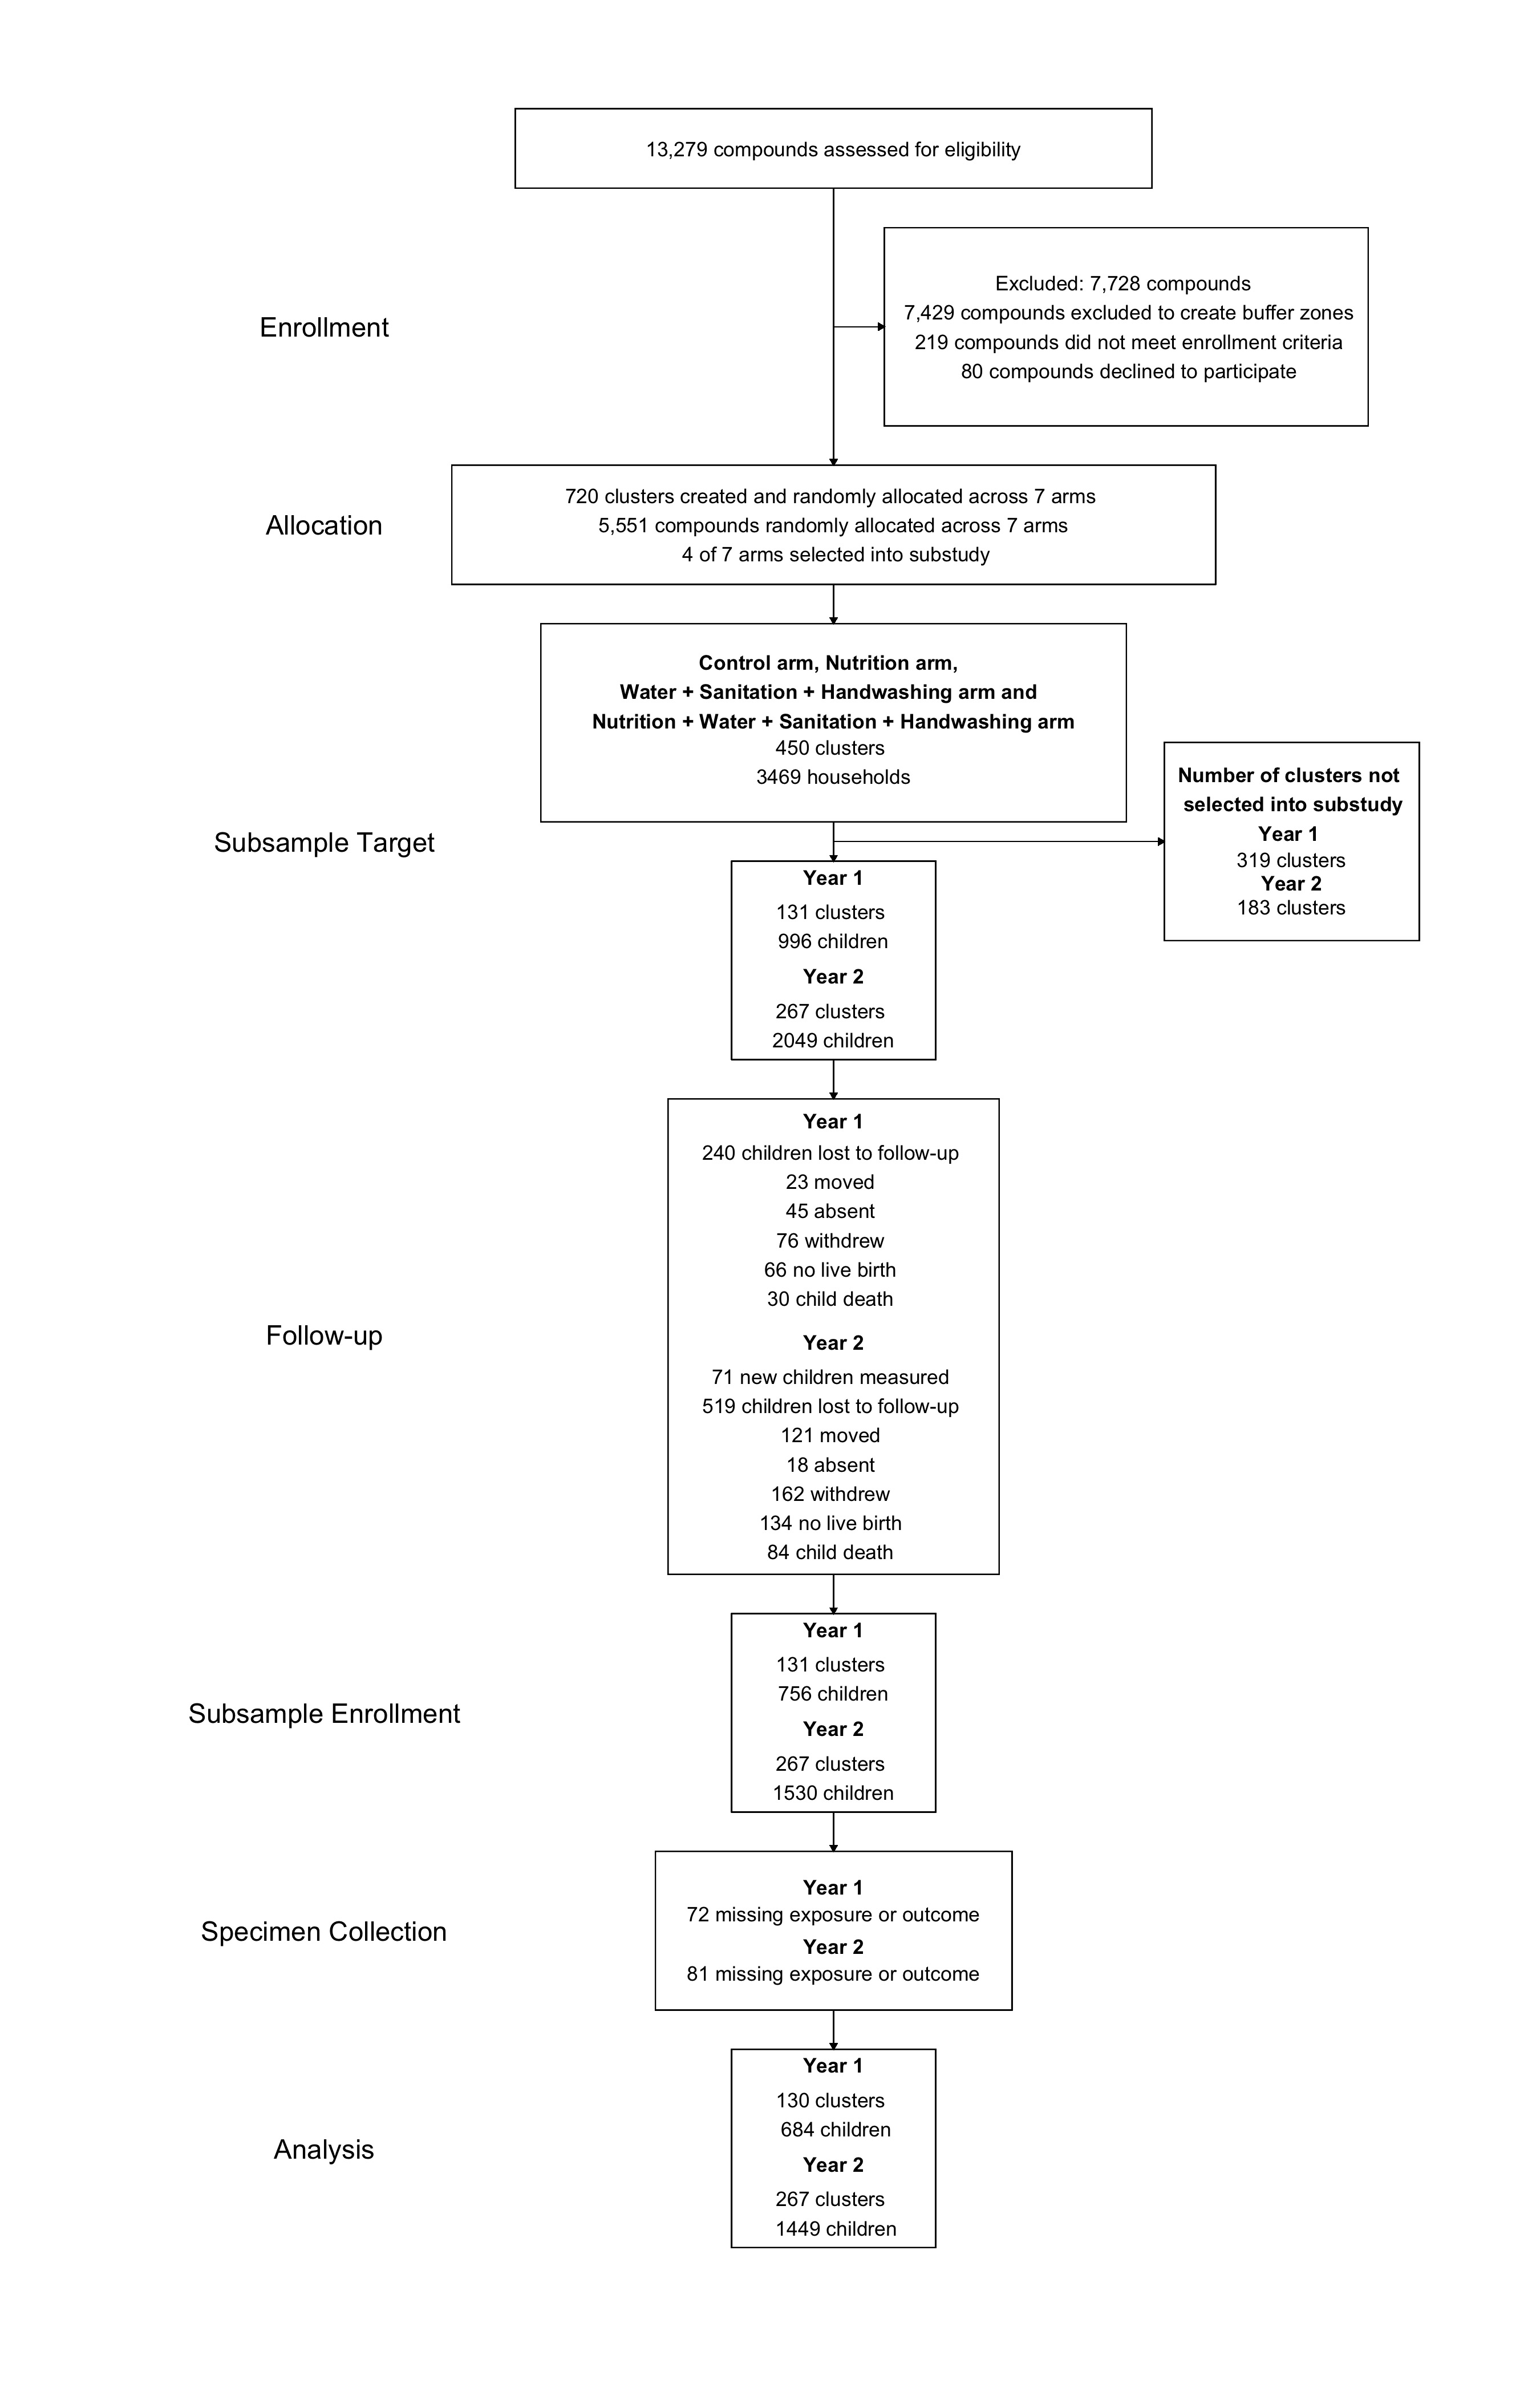 13,279 compounds assessed for eligibility
Enrollment
Excluded: 7,728 compounds
7,429 compounds excluded to create buffer zones
219 compounds did not meet enrollment criteria
80 compounds declined to participate
Allocation
720 clusters created and randomly allocated across 7 arms
5,551 compounds randomly allocated across 7 arms
4 of 7 arms selected into substudy
Control arm, Nutrition arm,
Water + Sanitation + Handwashing arm and
Nutrition + Water + Sanitation + Handwashing arm
450 clusters
3469 households
Subsample Target
Number of clusters not
selected into substudy
Year 1
319 clusters
Year 2
183 clusters
Year 1
131 clusters
996 children
Year 2
267 clusters
2049 children
Follow-up
Year 1
240 children lost to follow-up
23 moved
45 absent
76 withdrew
66 no live birth
30 child death
Year 2
71 new children measured
519 children lost to follow-up
121 moved
18 absent
162 withdrew
134 no live birth
84 child death
Subsample Enrollment
Year 1
131 clusters
756 children
Year 2
267 clusters
1530 children
Specimen Collection
Year 1
72 missing exposure or outcome
Year 2
81 missing exposure or outcome
Analysis
Year 1
130 clusters
684 children
Year 2
267 clusters
1449 children